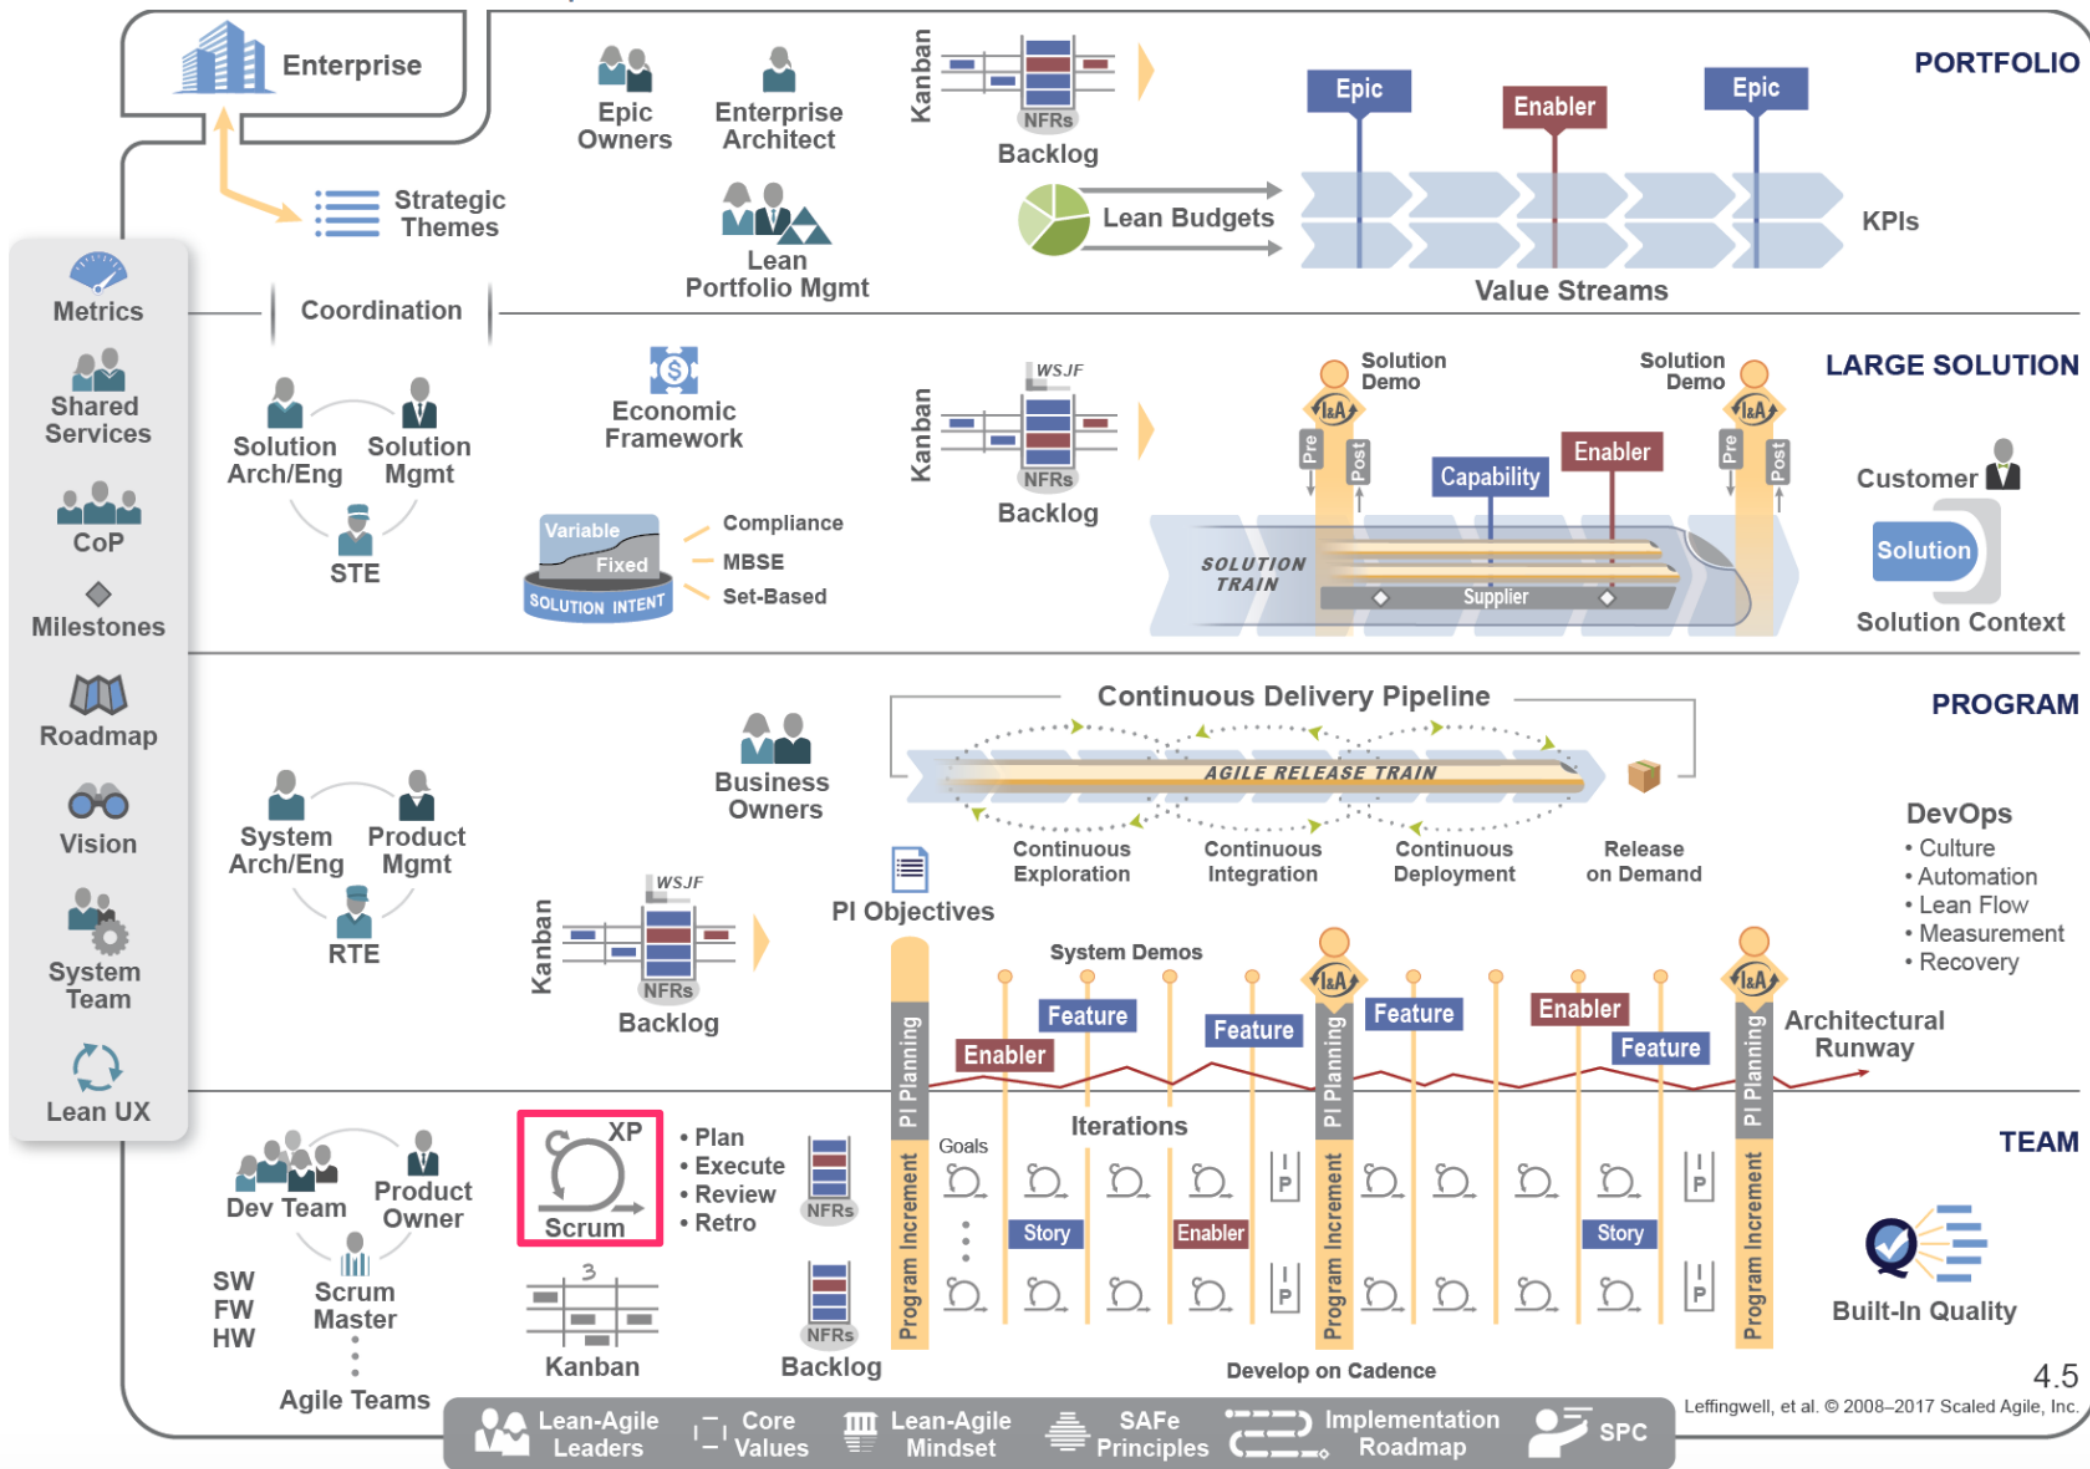 Enterprise
Epic
Owners
Enterprise
Architect
Kanban
NFRs
Backlog
Epic
Enabler
Epic
PORTFOLIO
Strategic
Themes
Lean
Portfolio Mgmt
Lean Budgets
KPIs
Value Streams
Coordination
Metrics
Shared
Services
CoP
Milestones
Roadmap
Vision
System
Team
Lean UX
LARGE SOLUTION
Solution
Arch/Eng
Solution
Mgmt
STE
Economic
Framework
Variable
Fixed
SOLUTION INTENT
Compliance
MBSE
Set-Based
Kanban
WSJF
NFRs
Backlog
Solution
Demo
I&A
Pre
Post
Capability
Enabler
Solution
Demo
I&A
Pre
Post
SOLUTION
TRAIN
Supplier
Customer
Solution
Solution Context
PROGRAM
System
Arch/Eng
Product
Mgmt
RTE
Business
Owners
Continuous Delivery Pipeline
AGILE RELEASE TRAIN
Continuous
Exploration
Continuous
Integration
Continuous
Deployment
Release
on Demand
DevOps
• Culture
• Automation
• Lean Flow
• Measurement
• Recovery
Kanban
WSJF
NFRs
Backlog
PI Objectives
System Demos
I&A
I&A
PI Planning
Enabler
Feature
Feature
PI Planning
Feature
Enabler
Feature
PI Planning
Architectural
Runway
TEAM
Dev Team
Product
Owner
Scrum
Master
SW
FW
HW
Agile Teams
XP
Scrum
• Plan
• Execute
• Review
• Retro
NFRs
3
Kanban
NFRs
Backlog
Program Increment
Goals
Iterations
Story
Enabler
I
P
I
P
Program Increment
Story
I
P
I
P
Program Increment
Develop on Cadence
Built-In Quality
4.5
Leffingwell, et al. © 2008–2017 Scaled Agile, Inc.
Lean-Agile
Leaders
Core
Values
Lean-Agile
Mindset
SAFe
Principles
Implementation
Roadmap
SPC